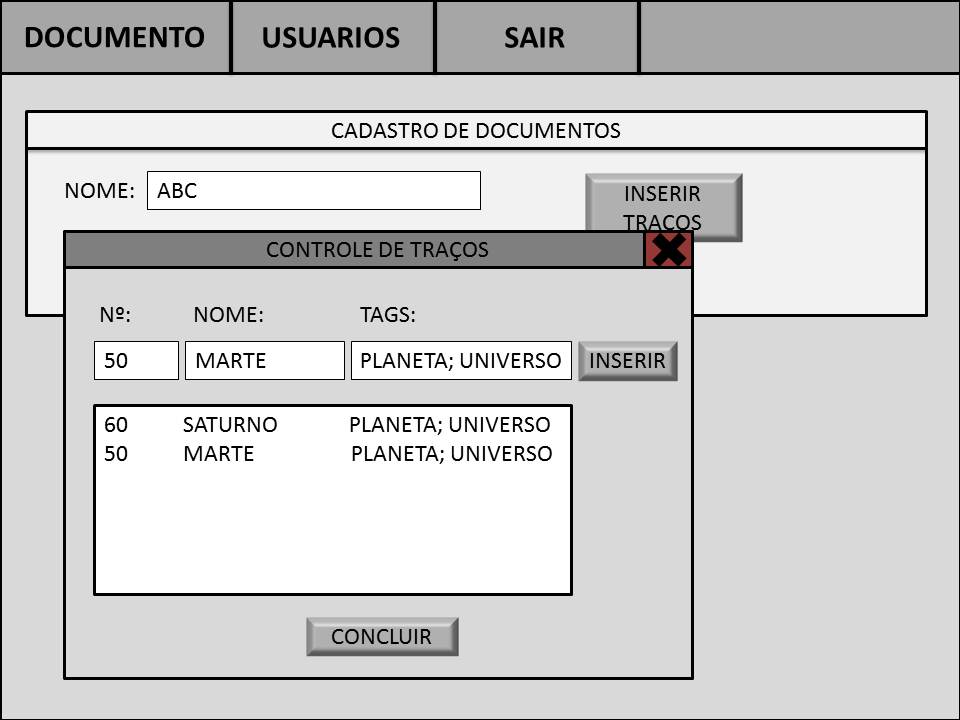 DOCUMENTO USUARIOS SAIR
CADASTRO DE DOCUMENTOS
NOME: ABC
INSERIR
TRAÇOS
CONTROLE DE TRAÇOS
Nº: NOME: TAGS:
50 MARTE PLANETA; UNIVERSO INSERIR
60 SATURNO PLANETA; UNIVERSO
50 MARTE PLANETA; UNIVERSO
CONCLUIR